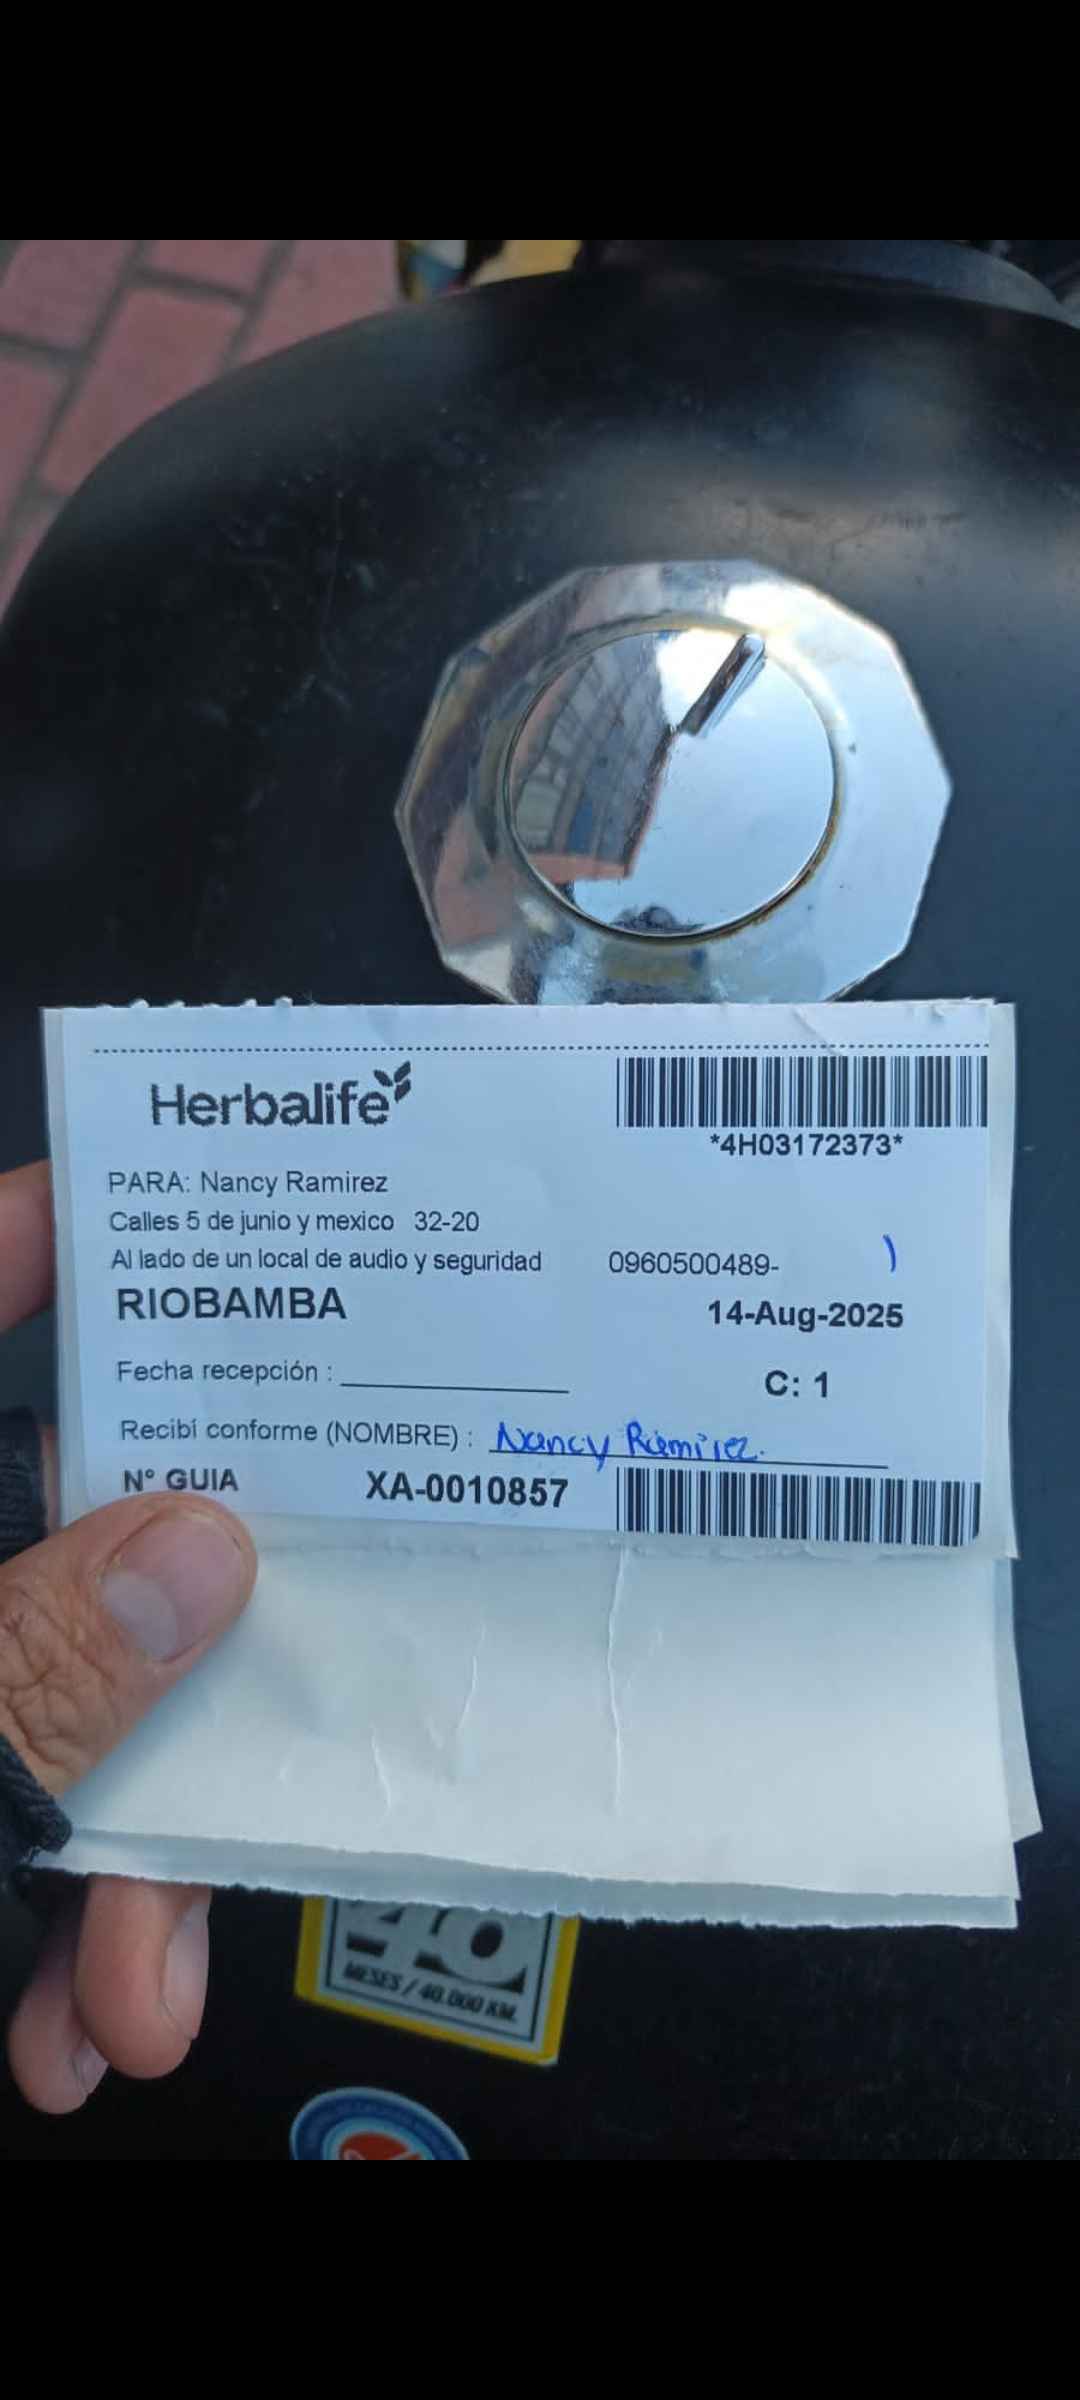 Herbalife
*4H03172373*
PARA: Nancy Ramirez
Calles 5 de junio y mexico 32-20
Al lado de un local de audio y seguridad 0960500489- )
RIOBAMBA 14-Aug-2025
Fecha recepción : C: 1
Recibí conforme (NOMBRE) : Nancy Ramirez.
N° GUIA XA-0010857
40
MESES / 40.000 KM.